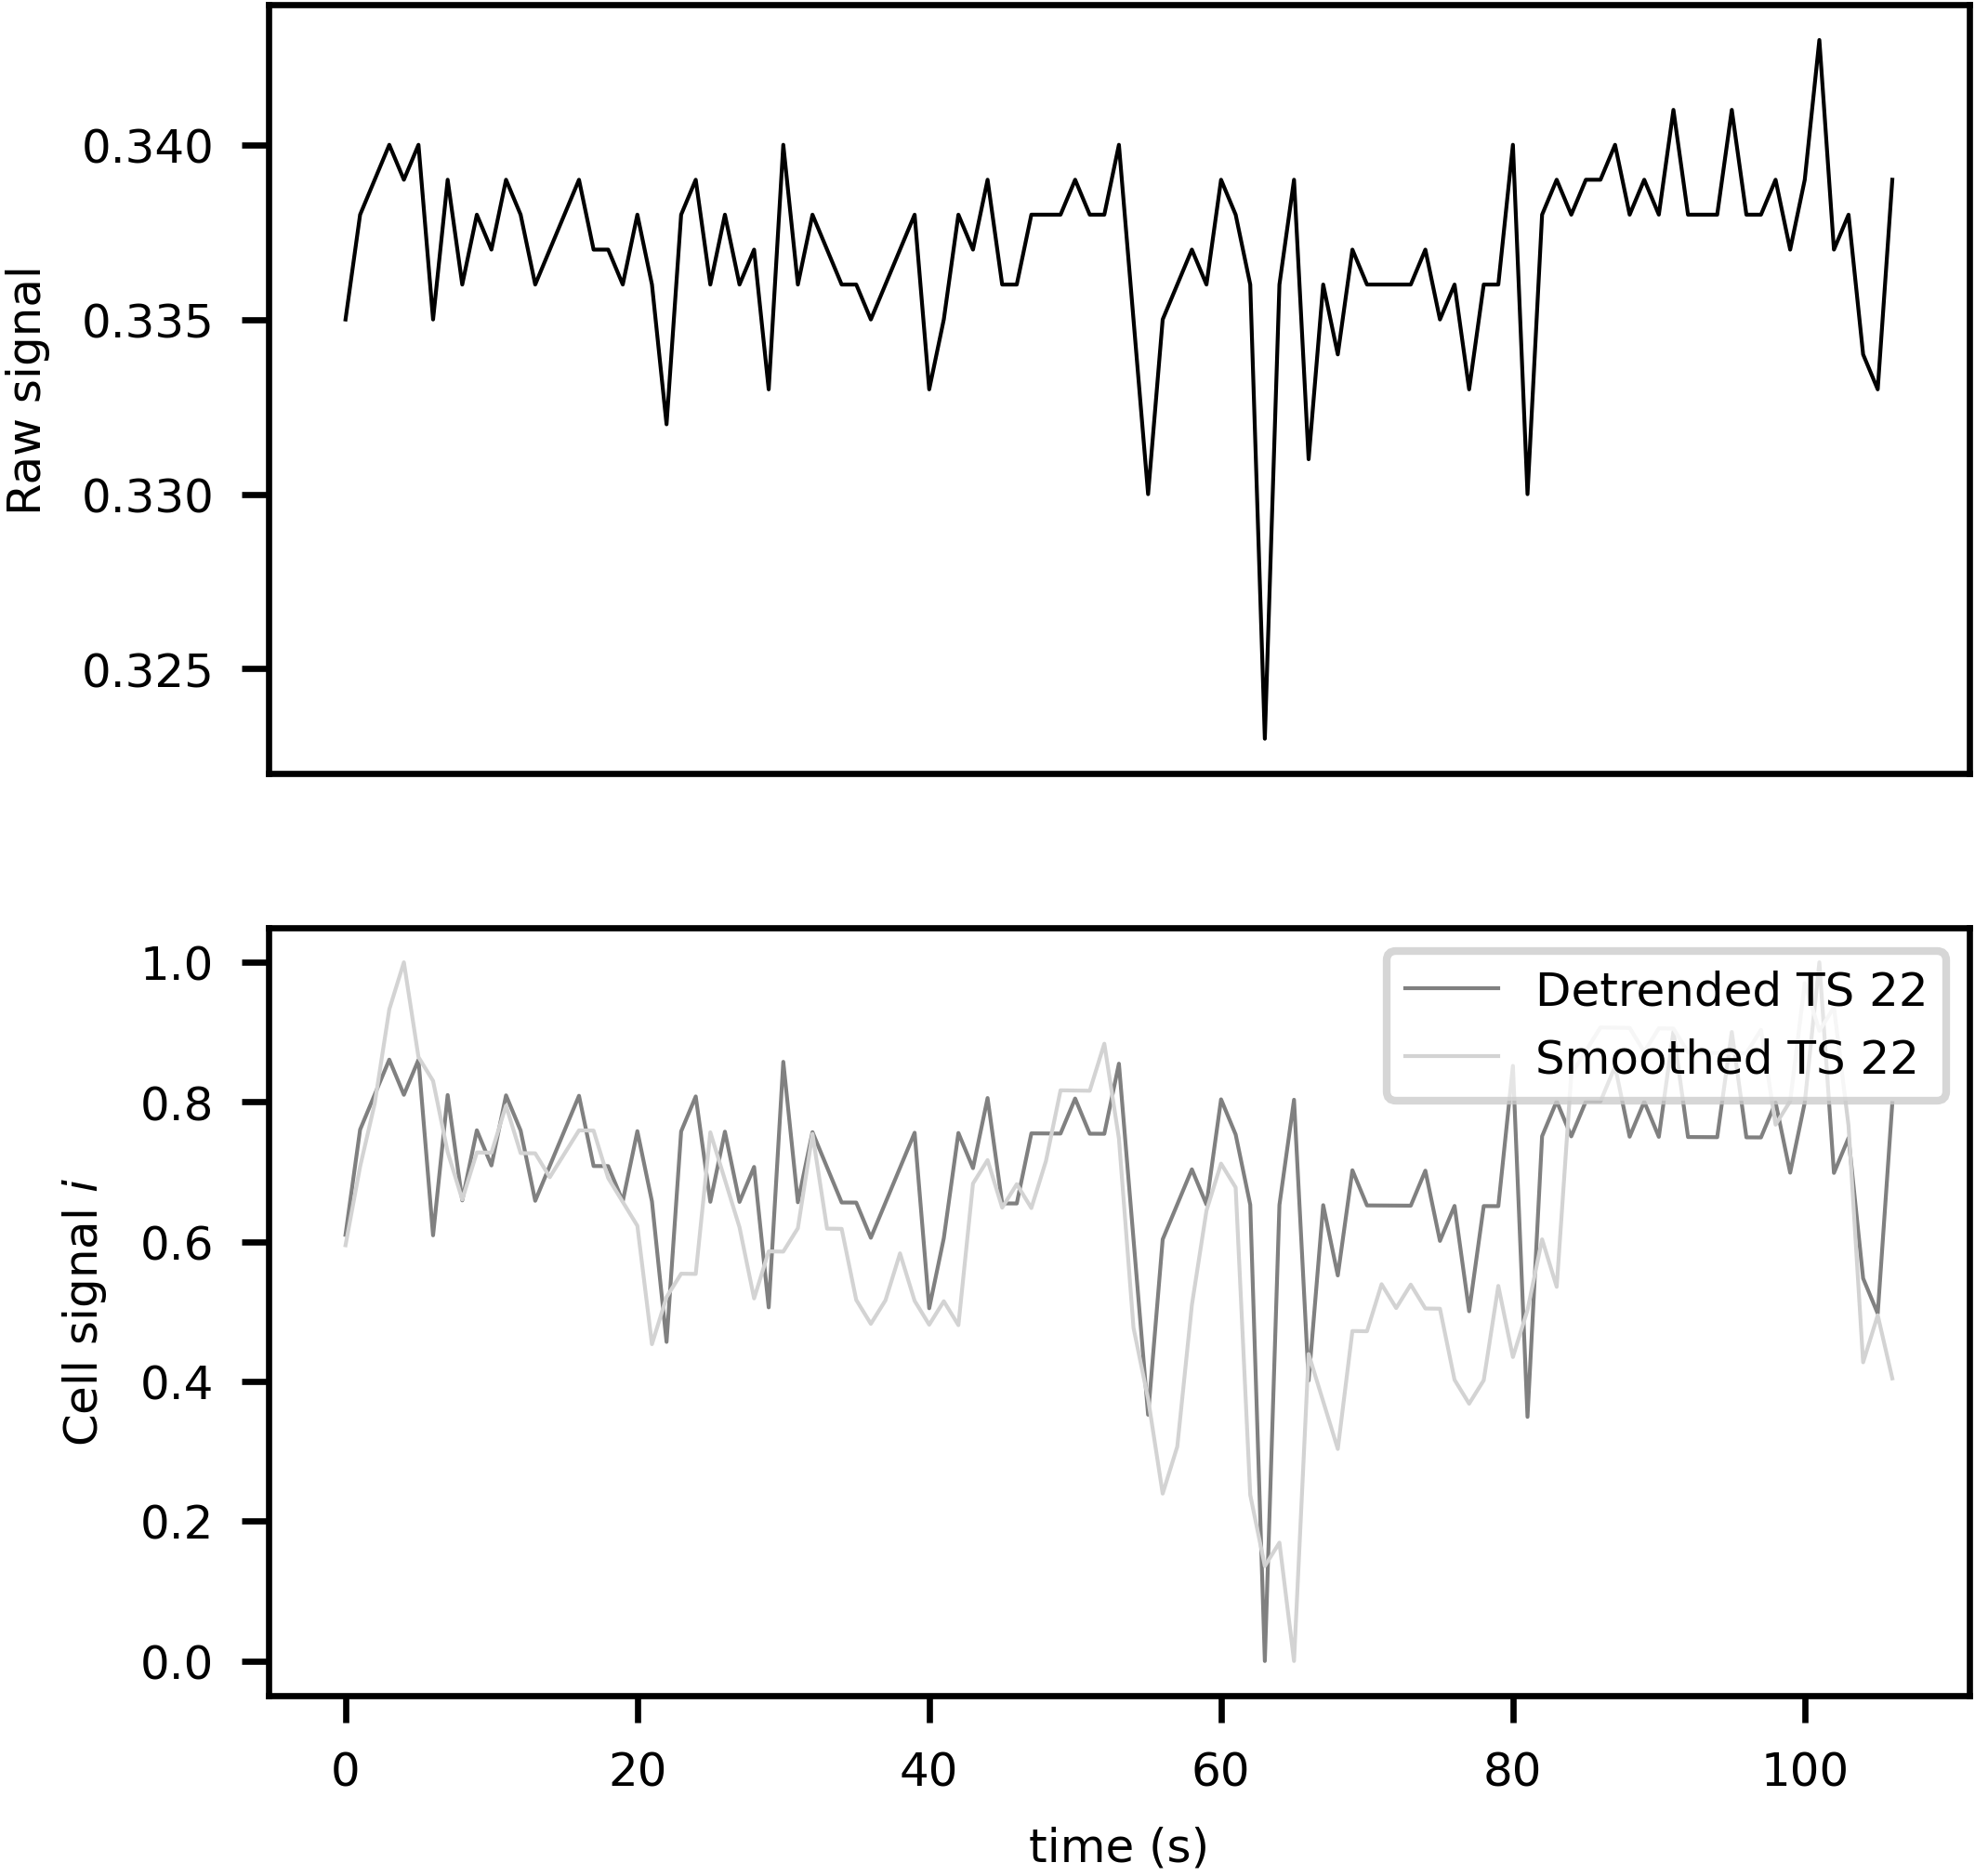 Raw signal
0.340
0.335
0.330
0.325
Cell signal i
1.0
0.8
0.6
0.4
0.2
0.0
Detrended TS 22
Smoothed TS 22
0 20 40 60 80 100
time (s)